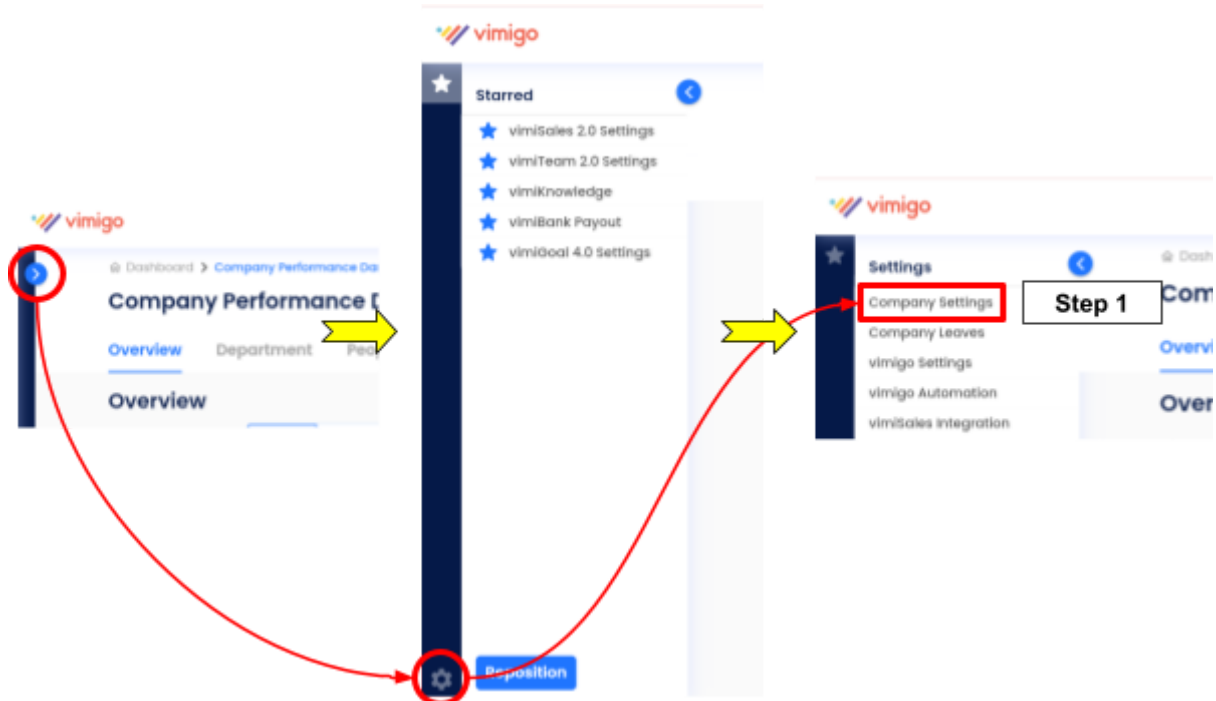 vimigo
Dashboard > Company Performance Da
Company Performance D
Overview Department Peo
Overview
vimigo
Starred
vimiSales 2.0 Settings
vimiTeam 2.0 Settings
vimiKnowledge
vimiBank Payout
vimiGoal 4.0 Settings
Reposition
vimigo
Settings
Dash
Company Settings
Step 1
Com
Company Leaves
vimigo Settings
Overvi
vimigo Automation
Over
vimiSales Integration